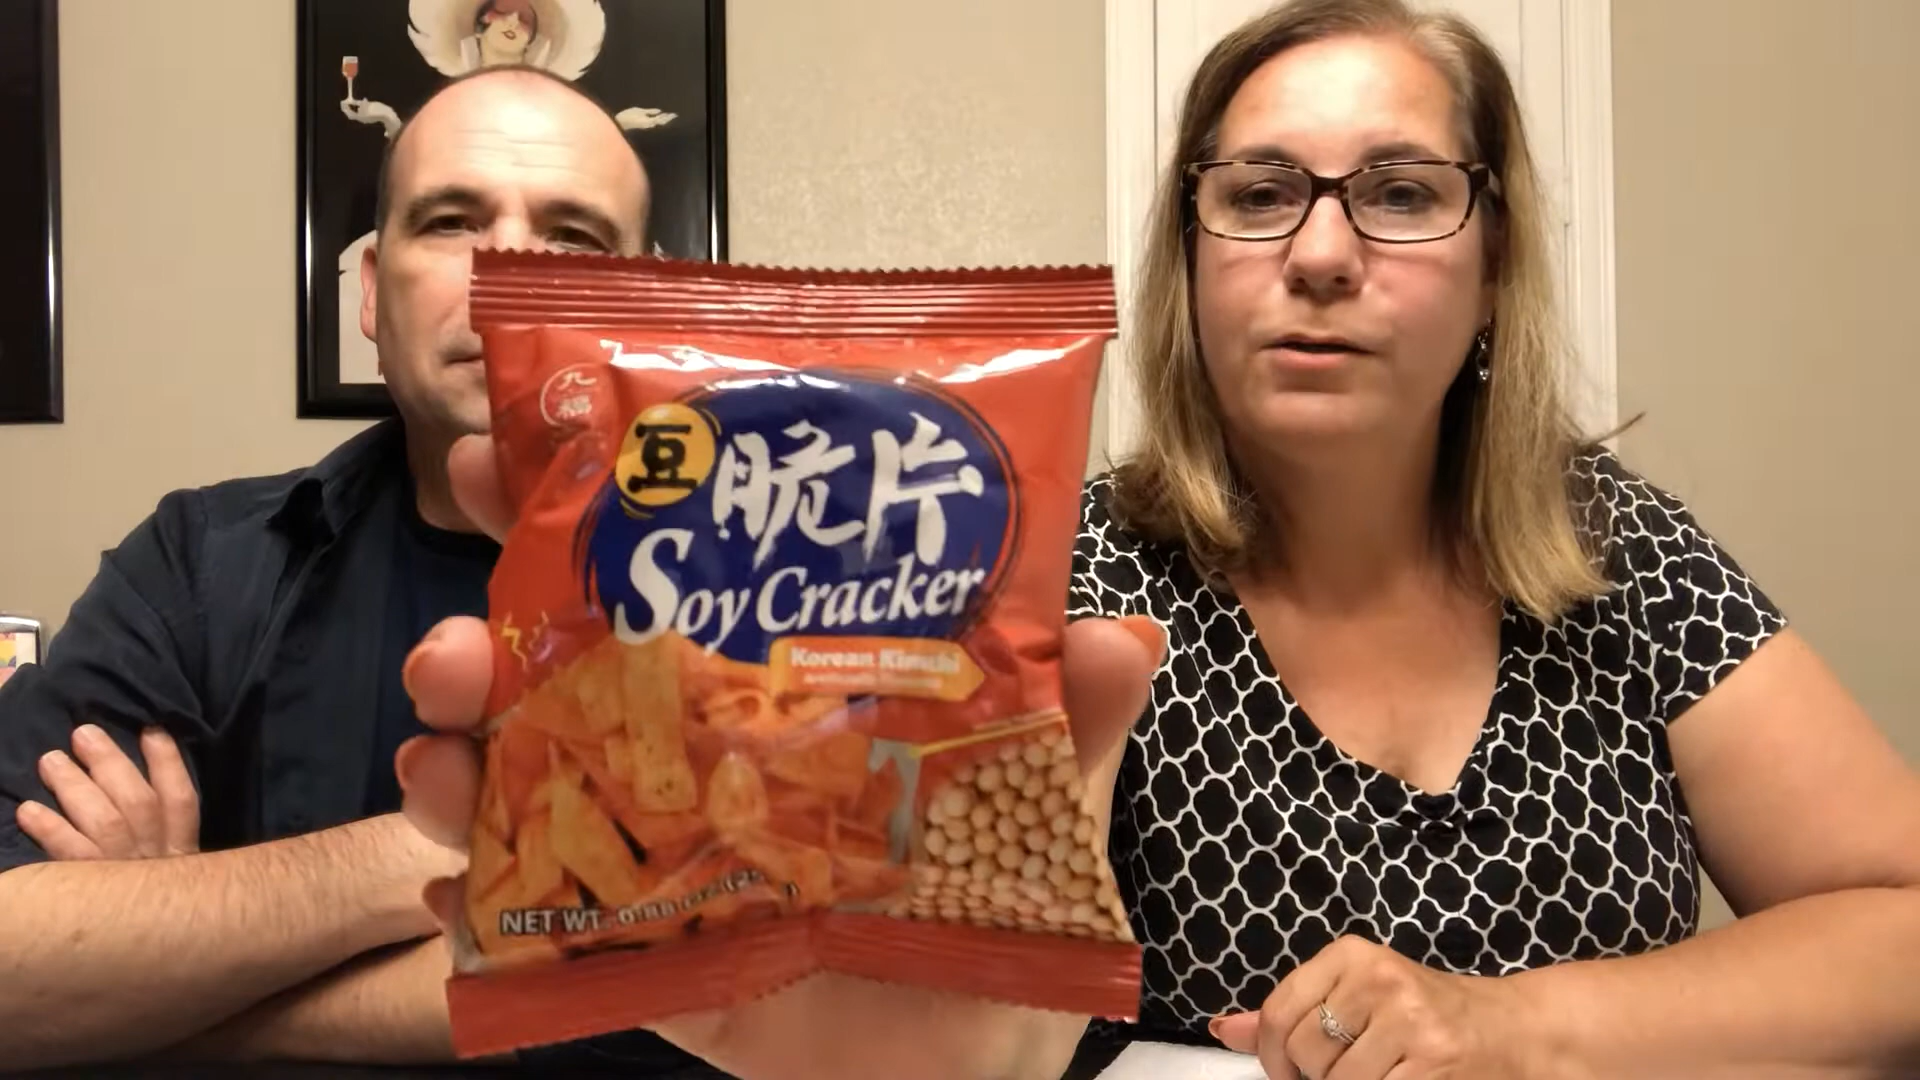 九福
豆脆片
Soy Cracker
Korean Kimchi
NET WT.